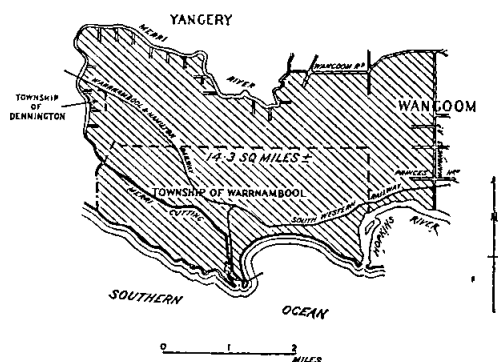 YANGERY
MERRI
RIVER
WANGOOM RD
TOWNSHIP
OF
DENNINGTON
WARRNAMBOOL & HAMILTON
RAILWAY
WANGOOM
14·3 SQ MILES ±
PRINCES HWY
TOWNSHIP OF WARRNAMBOOL
MERRI
CUTTING
SOUTH WESTERN RAILWAY
HOPKINS
RIVER
SOUTHERN
OCEAN
0 1 2
MILES